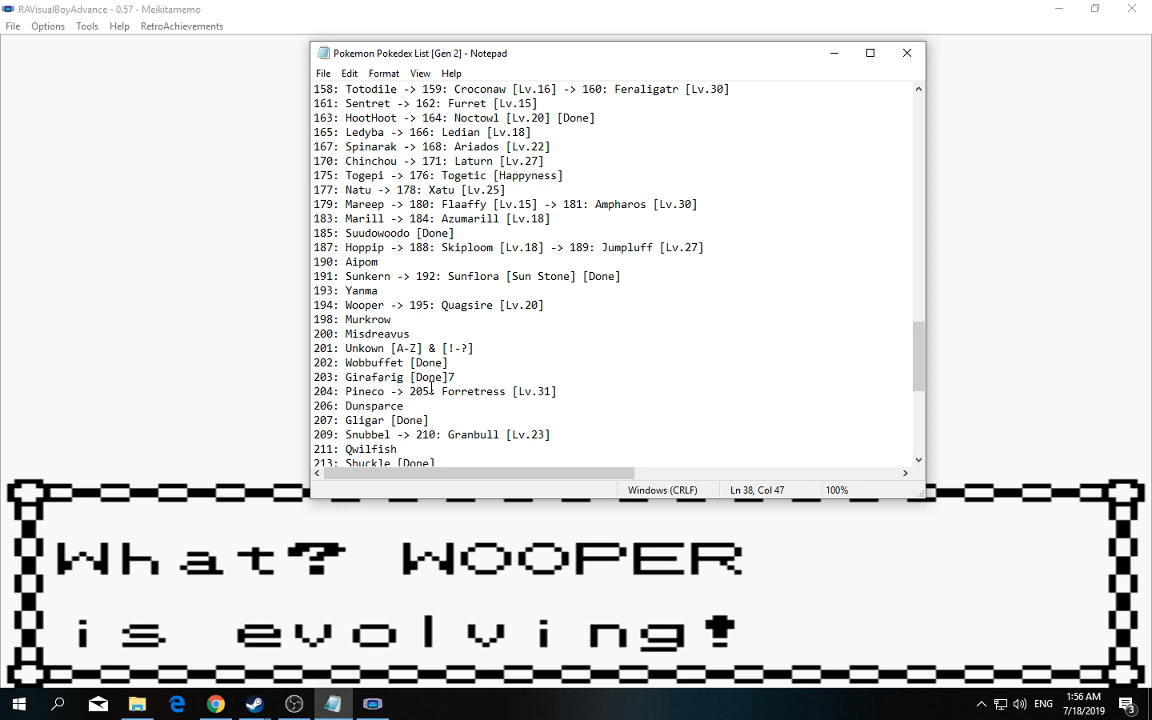 RAVisualBoyAdvance - 0.57 - Meikitamemo
File Options Tools Help RetroAchievements
Pokemon Pokedex List [Gen 2] - Notepad
File Edit Format View Help
158: Totodile -> 159: Croconaw [Lv.16] -> 160: Feraligatr [Lv.30]
161: Sentret -> 162: Furret [Lv.15]
163: HootHoot -> 164: Noctowl [Lv.20] [Done]
165: Ledyba -> 166: Ledian [Lv.18]
167: Spinarak -> 168: Ariados [Lv.22]
170: Chinchou -> 171: Laturn [Lv.27]
175: Togepi -> 176: Togetic [Happyness]
177: Natu -> 178: Xatu [Lv.25]
179: Mareep -> 180: Flaaffy [Lv.15] -> 181: Ampharos [Lv.30]
183: Marill -> 184: Azumarill [Lv.18]
185: Suudowoodo [Done]
187: Hoppip -> 188: Skiploom [Lv.18] -> 189: Jumpluff [Lv.27]
190: Aipom
191: Sunkern -> 192: Sunflora [Sun Stone] [Done]
193: Yanma
194: Wooper -> 195: Quagsire [Lv.20]
198: Murkrow
200: Misdreavus
201: Unkown [A-Z] & [!-?]
202: Wobbuffet [Done]
203: Girafarig [Done]7
204: Pineco -> 205: Forretress [Lv.31]
206: Dunsparce
207: Gligar [Done]
209: Snubbel -> 210: Granbull [Lv.23]
211: Qwilfish
213: Shuckle [Done]
Windows (CRLF) Ln 38, Col 47 100%
What? WOOPER
is evolving!
ENG
1:56 AM
7/18/2019
3